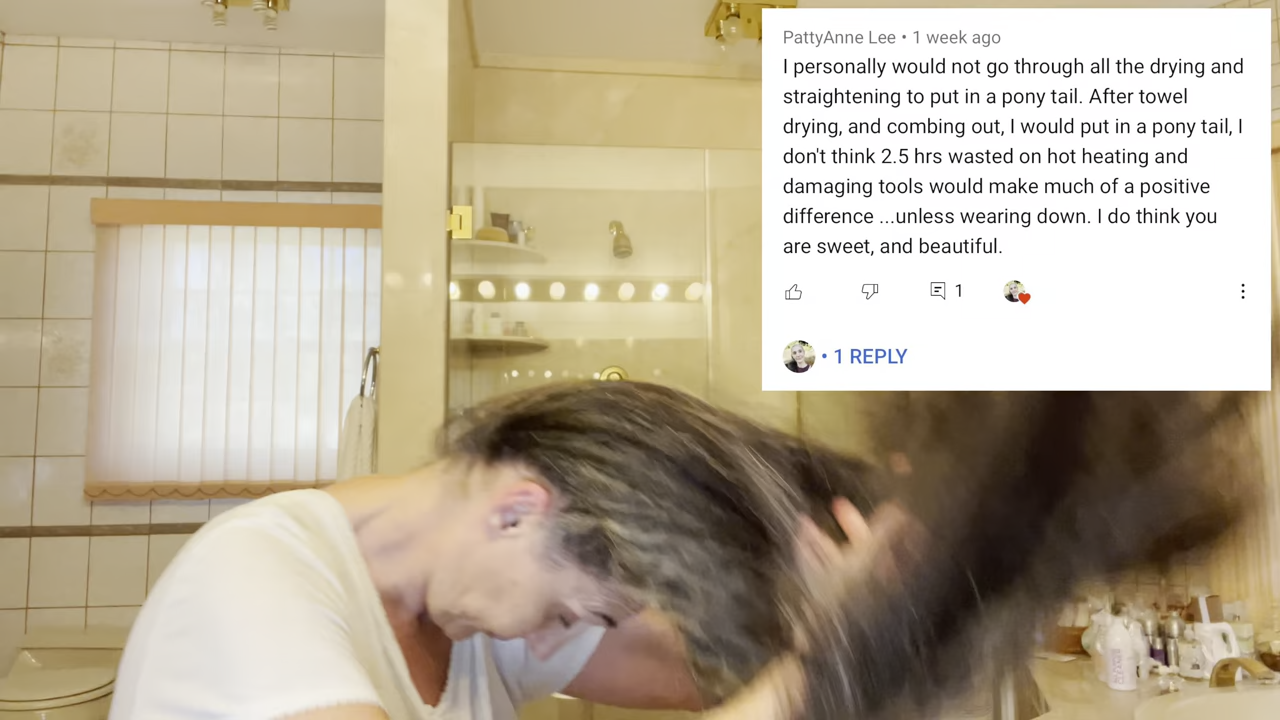 PattyAnne Lee • 1 week ago
I personally would not go through all the drying and
straightening to put in a pony tail. After towel
drying, and combing out, I would put in a pony tail, I
don't think 2.5 hrs wasted on hot heating and
damaging tools would make much of a positive
difference ...unless wearing down. I do think you
are sweet, and beautiful.
1
• 1 REPLY